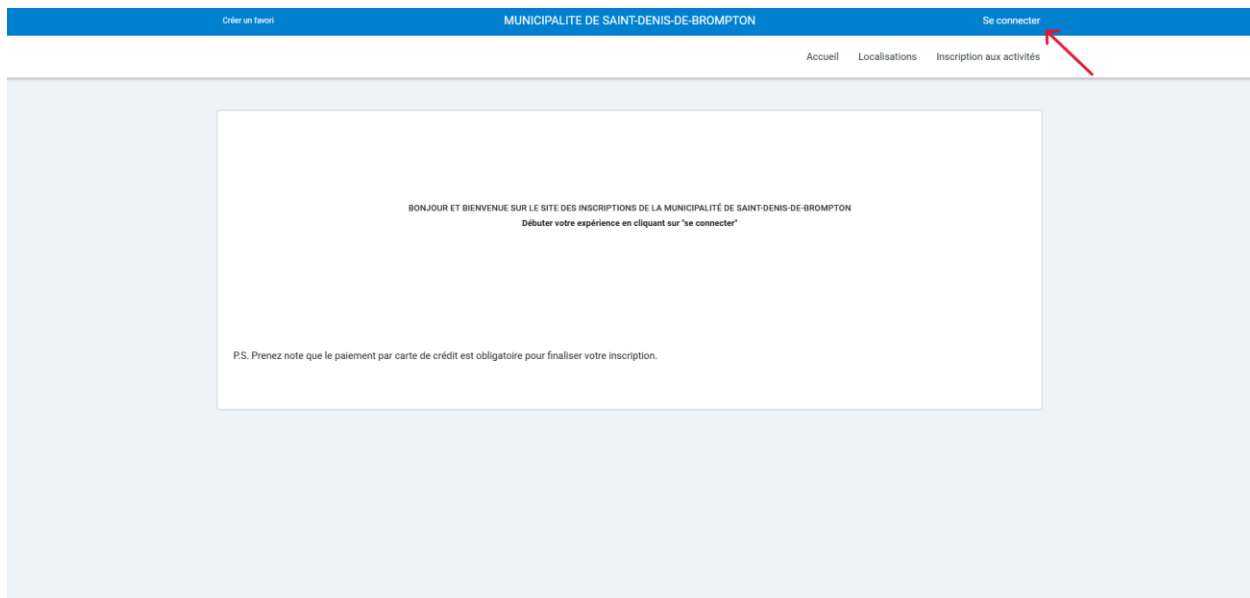 Créer un favori
MUNICIPALITE DE SAINT-DENIS-DE-BROMPTON
Se connecter
Accueil
Localisations
Inscription aux activités
BONJOUR ET BIENVENUE SUR LE SITE DES INSCRIPTIONS DE LA MUNICIPALITÉ DE SAINT-DENIS-DE-BROMPTON
Débuter votre expérience en cliquant sur "se connecter"
P.S. Prenez note que le paiement par carte de crédit est obligatoire pour finaliser votre inscription.